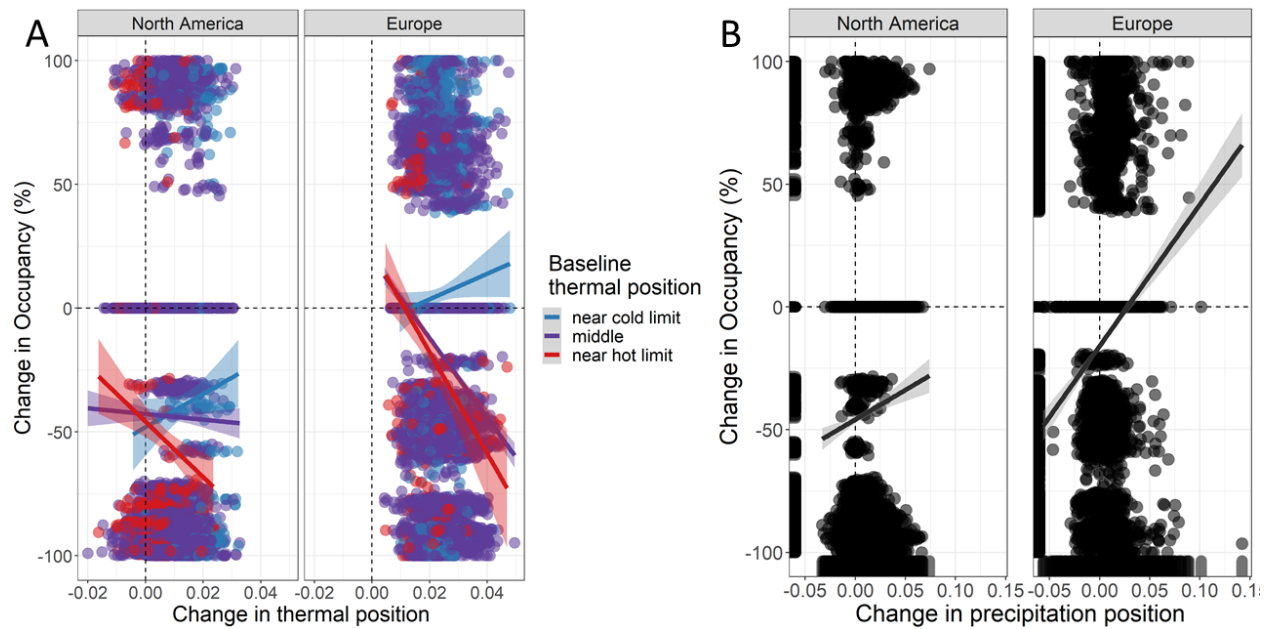 A
North America
Europe
Change in Occupancy (%)
100
50
0
-50
-100
-0.02
0.00
0.02
0.04
-0.02
0.00
0.02
0.04
Change in thermal position
Baseline
thermal position
near cold limit
middle
near hot limit
B
North America
Europe
Change in Occupancy (%)
100
50
0
-50
-100
-0.05
0.00
0.05
0.10
0.15
-0.05
0.00
0.05
0.10
0.1
Change in precipitation position